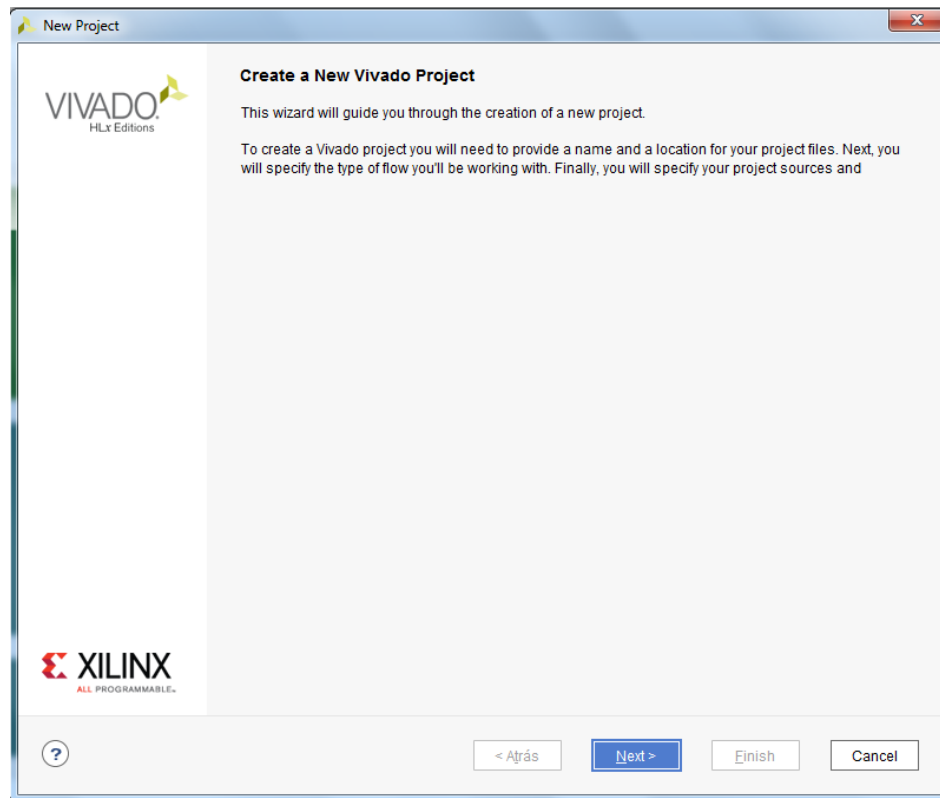 New Project
VIVADO.
HLx Editions
Create a New Vivado Project
This wizard will guide you through the creation of a new project.
To create a Vivado project you will need to provide a name and a location for your project files. Next, you
will specify the type of flow you'll be working with. Finally, you will specify your project sources and
XILINX
ALL PROGRAMMABLE™
?
< Atrás
Next >
Finish
Cancel